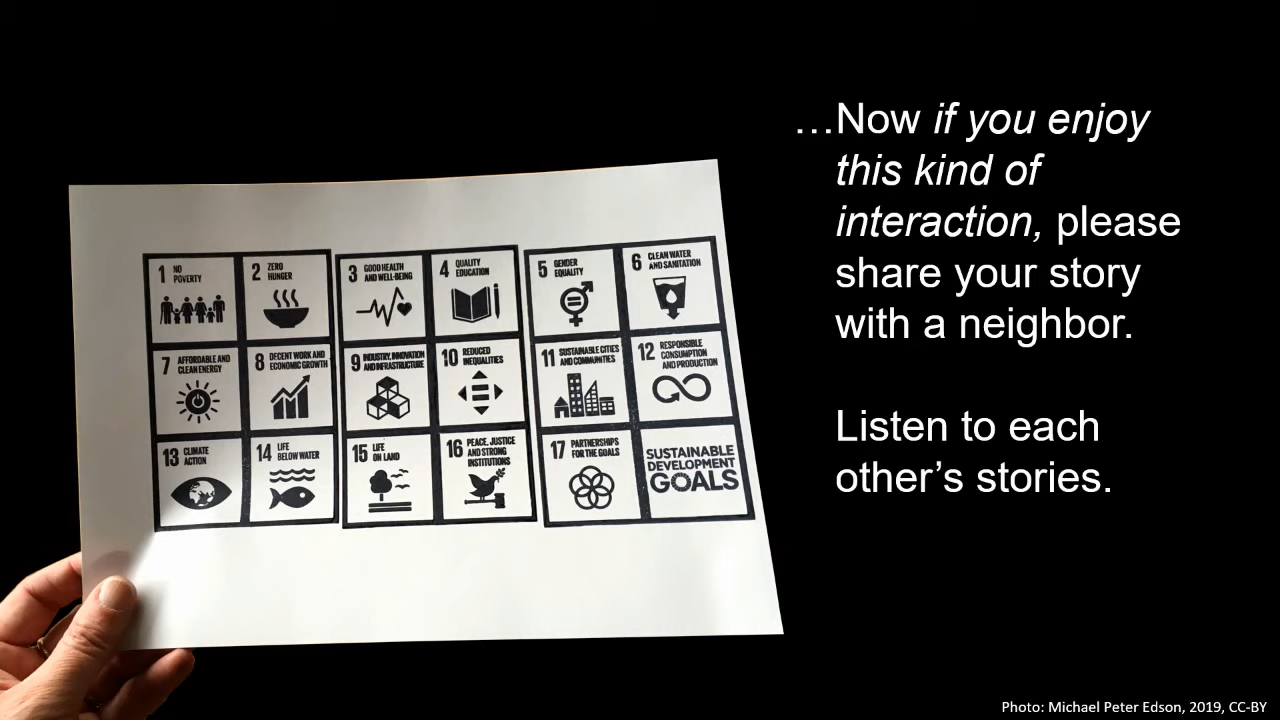 …Now if you enjoy
this kind of
interaction, please
share your story
with a neighbor.
Listen to each
other’s stories.
1 NO
POVERTY
2 ZERO
HUNGER
3 GOOD HEALTH
AND WELL-BEING
4 QUALITY
EDUCATION
5 GENDER
EQUALITY
6 CLEAN WATER
AND SANITATION
7 AFFORDABLE AND
CLEAN ENERGY
8 DECENT WORK AND
ECONOMIC GROWTH
9 INDUSTRY, INNOVATION
AND INFRASTRUCTURE
10 REDUCED
INEQUALITIES
11 SUSTAINABLE CITIES
AND COMMUNITIES
12 RESPONSIBLE
CONSUMPTION
AND PRODUCTION
13 CLIMATE
ACTION
14 LIFE
BELOW WATER
15 LIFE
ON LAND
16 PEACE, JUSTICE
AND STRONG
INSTITUTIONS
17 PARTNERSHIPS
FOR THE GOALS
SUSTAINABLE
DEVELOPMENT
GOALS
Photo: Michael Peter Edson, 2019, CC-BY